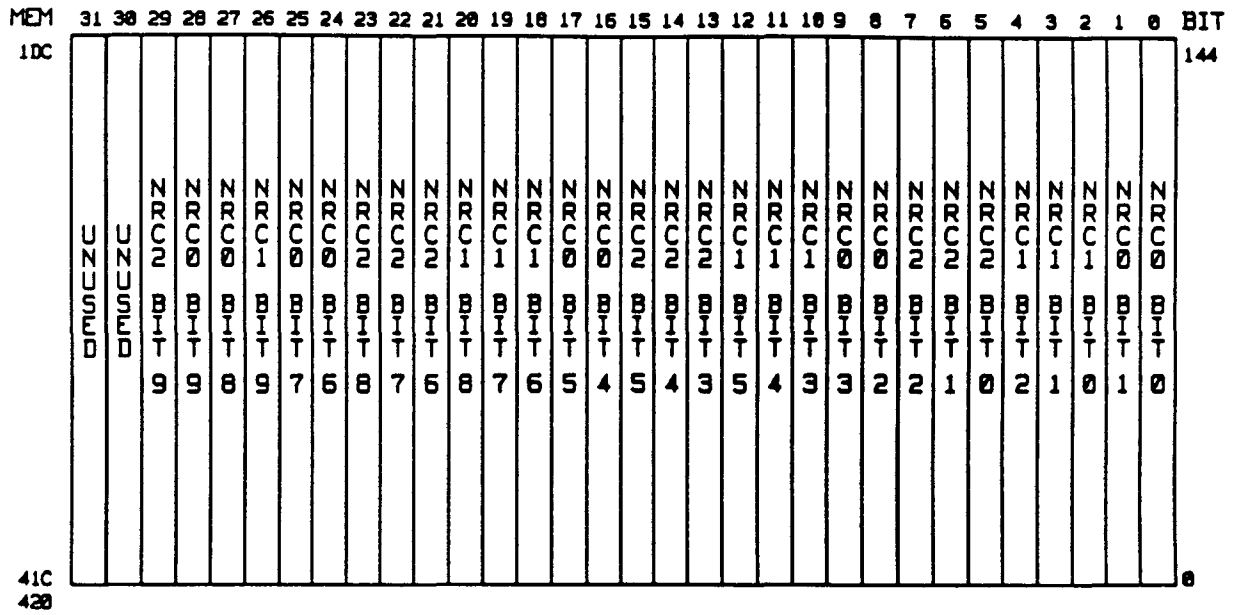 MEM 31 30 29 28 27 26 25 24 23 22 21 20 19 18 17 16 15 14 13 12 11 10 9 8 7 6 5 4 3 2 1 0 BIT
1DC
144
UNUSED
UNUSED
NRC2 BIT 9
NRC0 BIT 9
NRC0 BIT 8
NRC1 BIT 9
NRC0 BIT 7
NRC0 BIT 6
NRC2 BIT 8
NRC2 BIT 7
NRC2 BIT 6
NRC1 BIT 8
NRC1 BIT 7
NRC1 BIT 6
NRC0 BIT 5
NRC0 BIT 4
NRC2 BIT 5
NRC2 BIT 4
NRC2 BIT 3
NRC1 BIT 5
NRC1 BIT 4
NRC1 BIT 3
NRC0 BIT 3
NRC0 BIT 2
NRC2 BIT 2
NRC2 BIT 1
NRC2 BIT 0
NRC1 BIT 2
NRC1 BIT 1
NRC1 BIT 0
NRC0 BIT 1
NRC0 BIT 0
41C
0
420